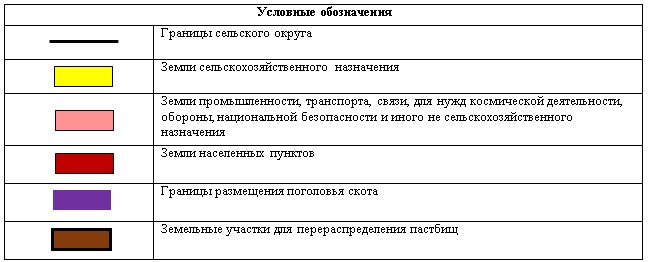 Условные обозначения
Границы сельского округа
Земли сельскохозяйственного назначения
Земли промышленности, транспорта, связи, для нужд космической деятельности,
обороны, национальной безопасности и иного не сельскохозяйственного
назначения
Земли населенных пунктов
Границы размещения поголовья скота
Земельные участки для перераспределения пастбищ